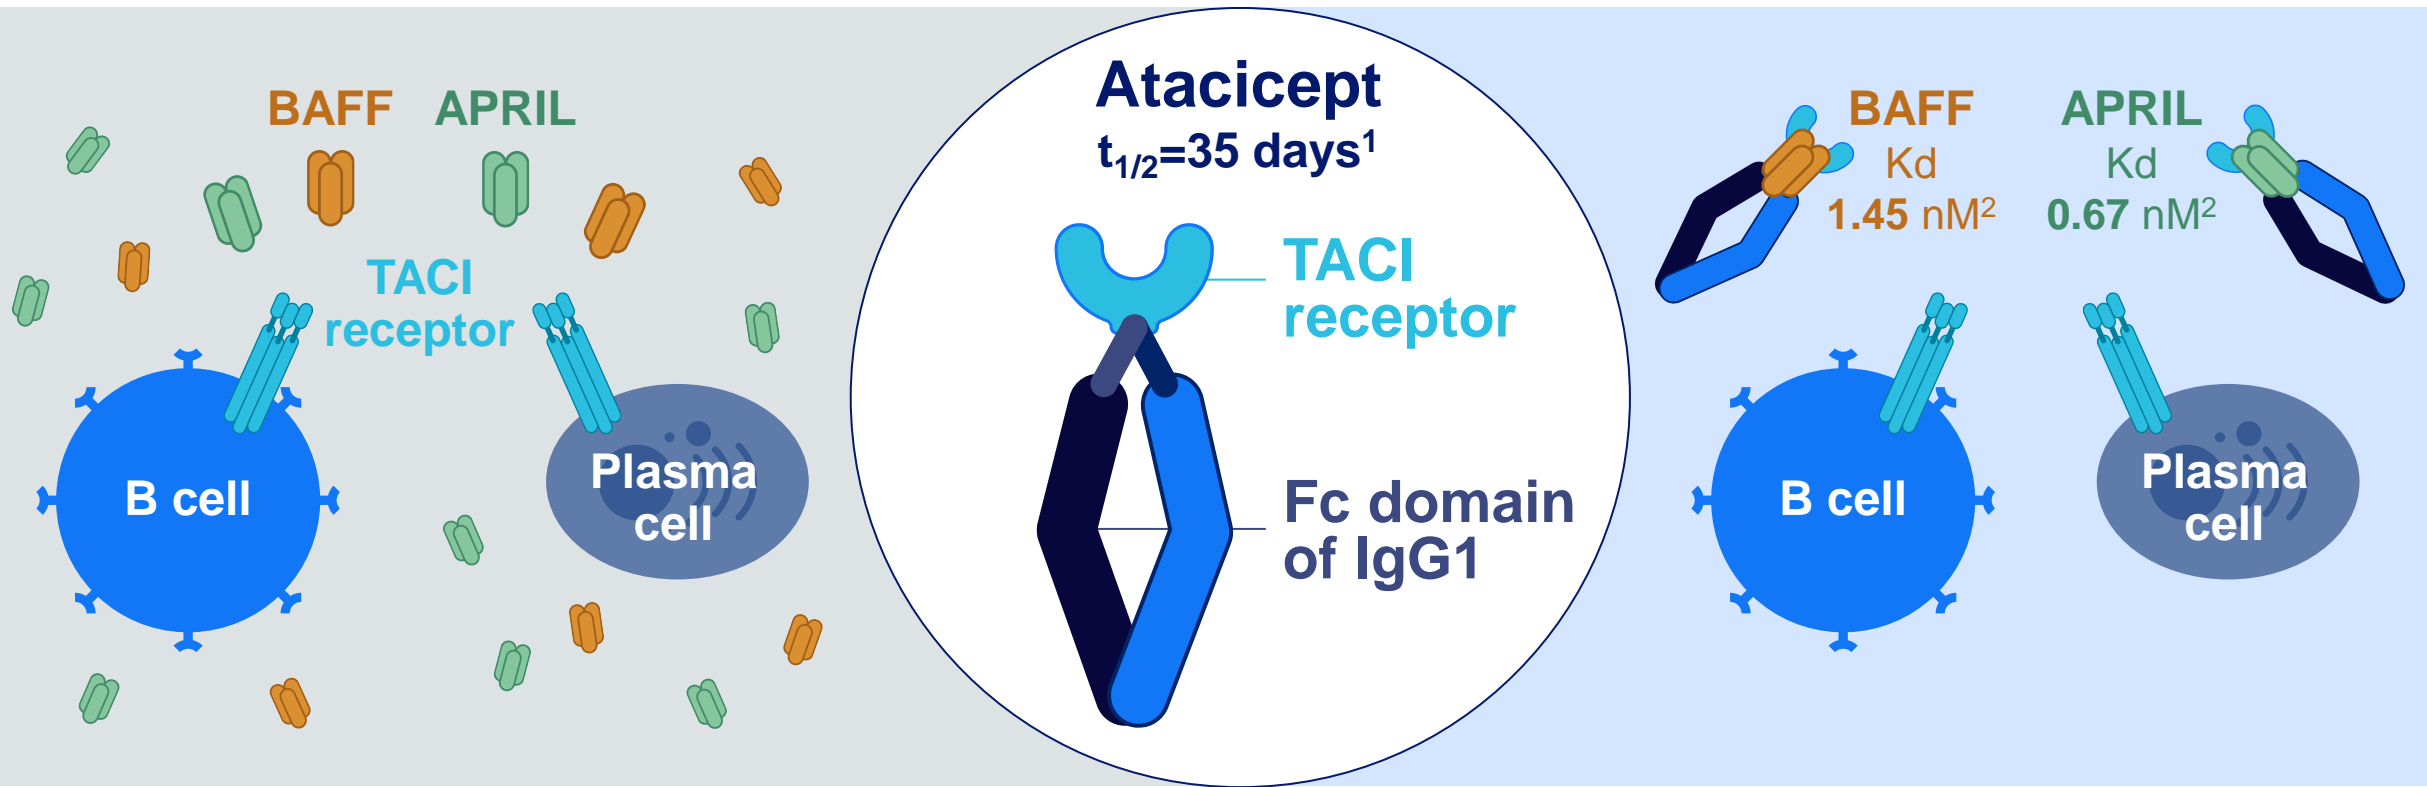 BAFF
APRIL
TACI
receptor
B cell
Plasma
cell
Atacicept
t1/2=35 days1
TACI
receptor
Fc domain
of IgG1
BAFF
Kd
1.45 nM2
APRIL
Kd
0.67 nM2
B cell
Plasma
cell